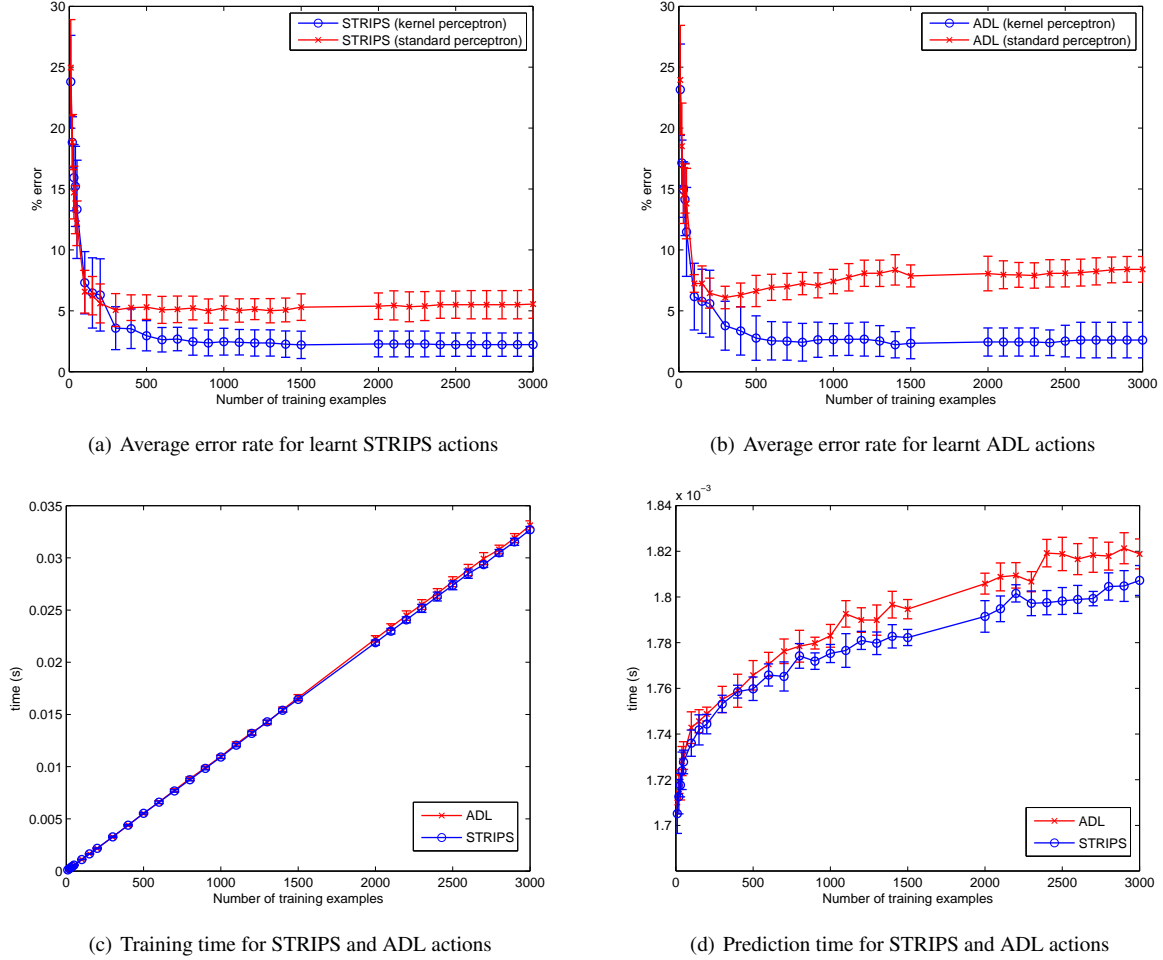 STRIPS (kernel perceptron)
STRIPS (standard perceptron)
30
25
20
15
10
5
0
% error
0 500 1000 1500 2000 2500 3000
Number of training examples
(a) Average error rate for learnt STRIPS actions
ADL (kernel perceptron)
ADL (standard perceptron)
30
25
20
15
10
5
0
% error
0 500 1000 1500 2000 2500 3000
Number of training examples
(b) Average error rate for learnt ADL actions
0.035
0.03
0.025
0.02
0.015
0.01
0.005
0
time (s)
ADL
STRIPS
0 500 1000 1500 2000 2500 3000
Number of training examples
(c) Training time for STRIPS and ADL actions
x 10⁻³
1.84
1.82
1.8
1.78
1.76
1.74
1.72
1.7
time (s)
ADL
STRIPS
0 500 1000 1500 2000 2500 3000
Number of training examples
(d) Prediction time for STRIPS and ADL actions